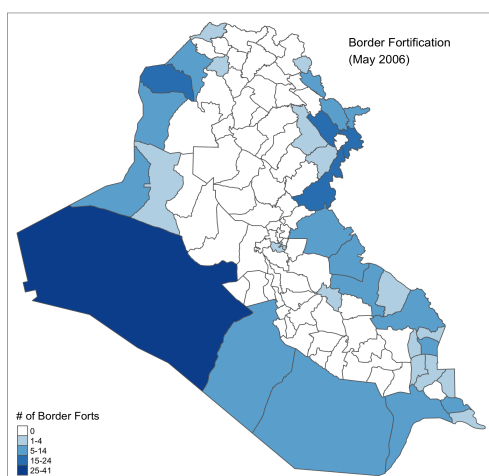 Border Fortification
(May 2006)
# of Border Forts
0
1-4
5-14
15-24
25-41